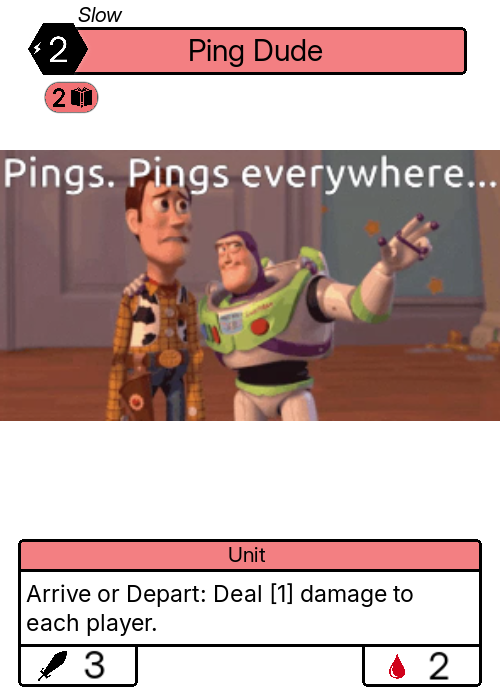 Slow
2
Ping Dude
2
Pings. Pings everywhere...
Unit
Arrive or Depart: Deal [1] damage to
each player.
3
2